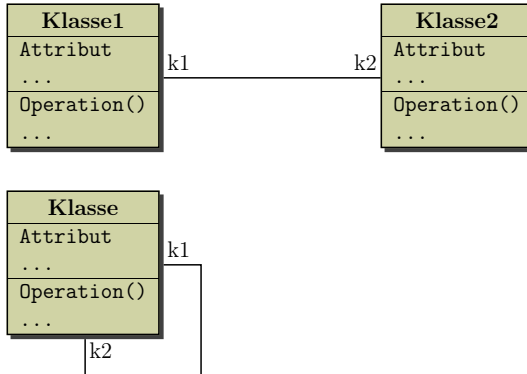 Klasse1
Attribut
...
Operation()
...
k1
k2
Klasse2
Attribut
...
Operation()
...
Klasse
Attribut
...
Operation()
...
k1
k2